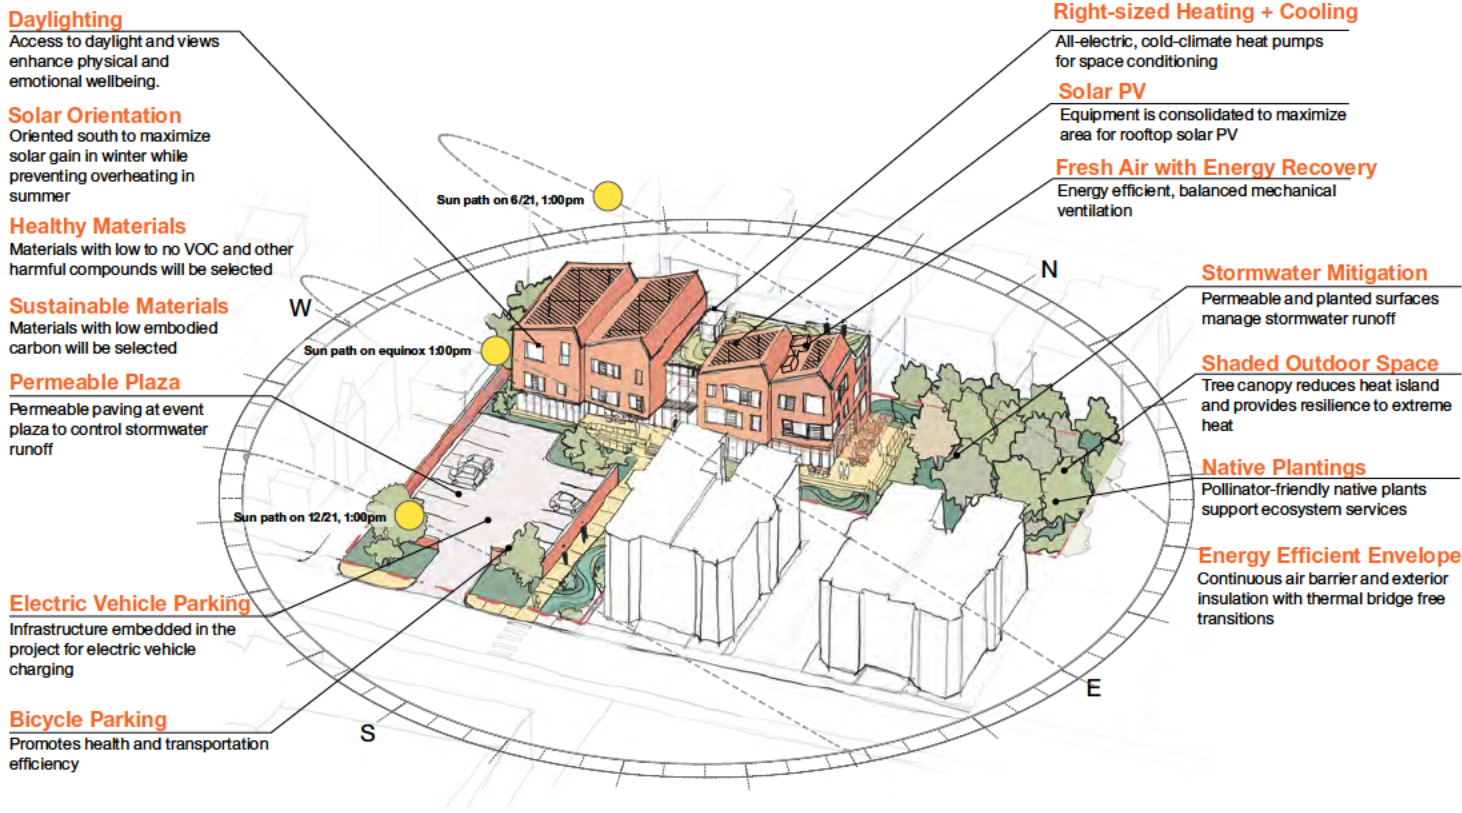 Daylighting
Access to daylight and views
enhance physical and
emotional wellbeing.
Solar Orientation
Oriented south to maximize
solar gain in winter while
preventing overheating in
summer
Healthy Materials
Materials with low to no VOC and other
harmful compounds will be selected
Sustainable Materials
Materials with low embodied
carbon will be selected
Permeable Plaza
Permeable paving at event
plaza to control stormwater
runoff
Electric Vehicle Parking
Infrastructure embedded in the
project for electric vehicle
charging
Bicycle Parking
Promotes health and transportation
efficiency
Sun path on 6/21, 1:00pm
W
Sun path on equinox 1:00pm
Sun path on 12/21, 1:00pm
S
N
E
Right-sized Heating + Cooling
All-electric, cold-climate heat pumps
for space conditioning
Solar PV
Equipment is consolidated to maximize
area for rooftop solar PV
Fresh Air with Energy Recovery
Energy efficient, balanced mechanical
ventilation
Stormwater Mitigation
Permeable and planted surfaces
manage stormwater runoff
Shaded Outdoor Space
Tree canopy reduces heat island
and provides resilience to extreme
heat
Native Plantings
Pollinator-friendly native plants
support ecosystem services
Energy Efficient Envelope
Continuous air barrier and exterior
insulation with thermal bridge free
transitions